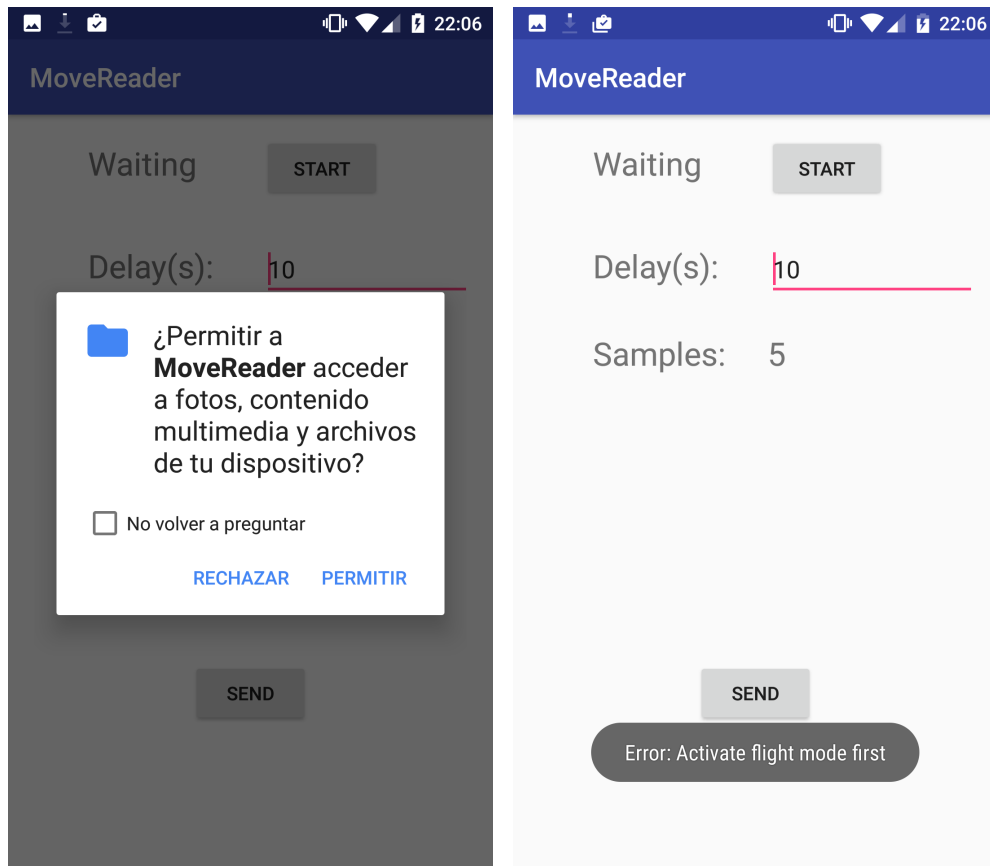 22:06
MoveReader
Waiting
START
Delay(s):
10
¿Permitir a
MoveReader acceder
a fotos, contenido
multimedia y archivos
de tu dispositivo?
No volver a preguntar
RECHAZAR PERMITIR
SEND
22:06
MoveReader
Waiting
START
Delay(s):
10
Samples: 5
SEND
Error: Activate flight mode first